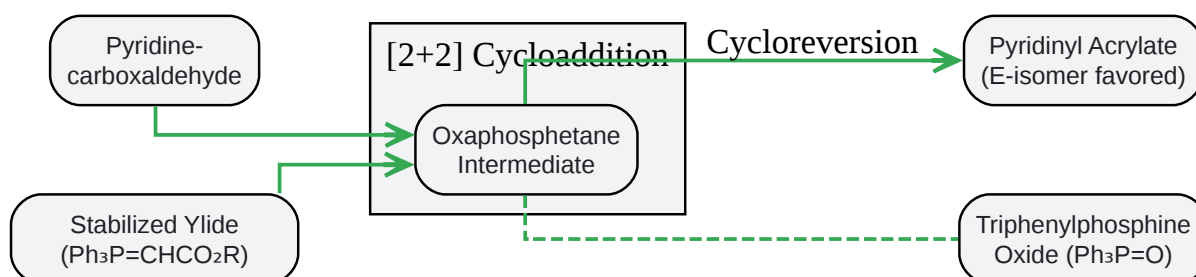 Pyridine-
carboxaldehyde
[2+2] Cycloaddition
Cycloreversion
Pyridinyl Acrylate
(E-isomer favored)
Oxaphosphetane
Intermediate
Stabilized Ylide
(Ph₃P=CHCO₂R)
Triphenylphosphine
Oxide (Ph₃P=O)